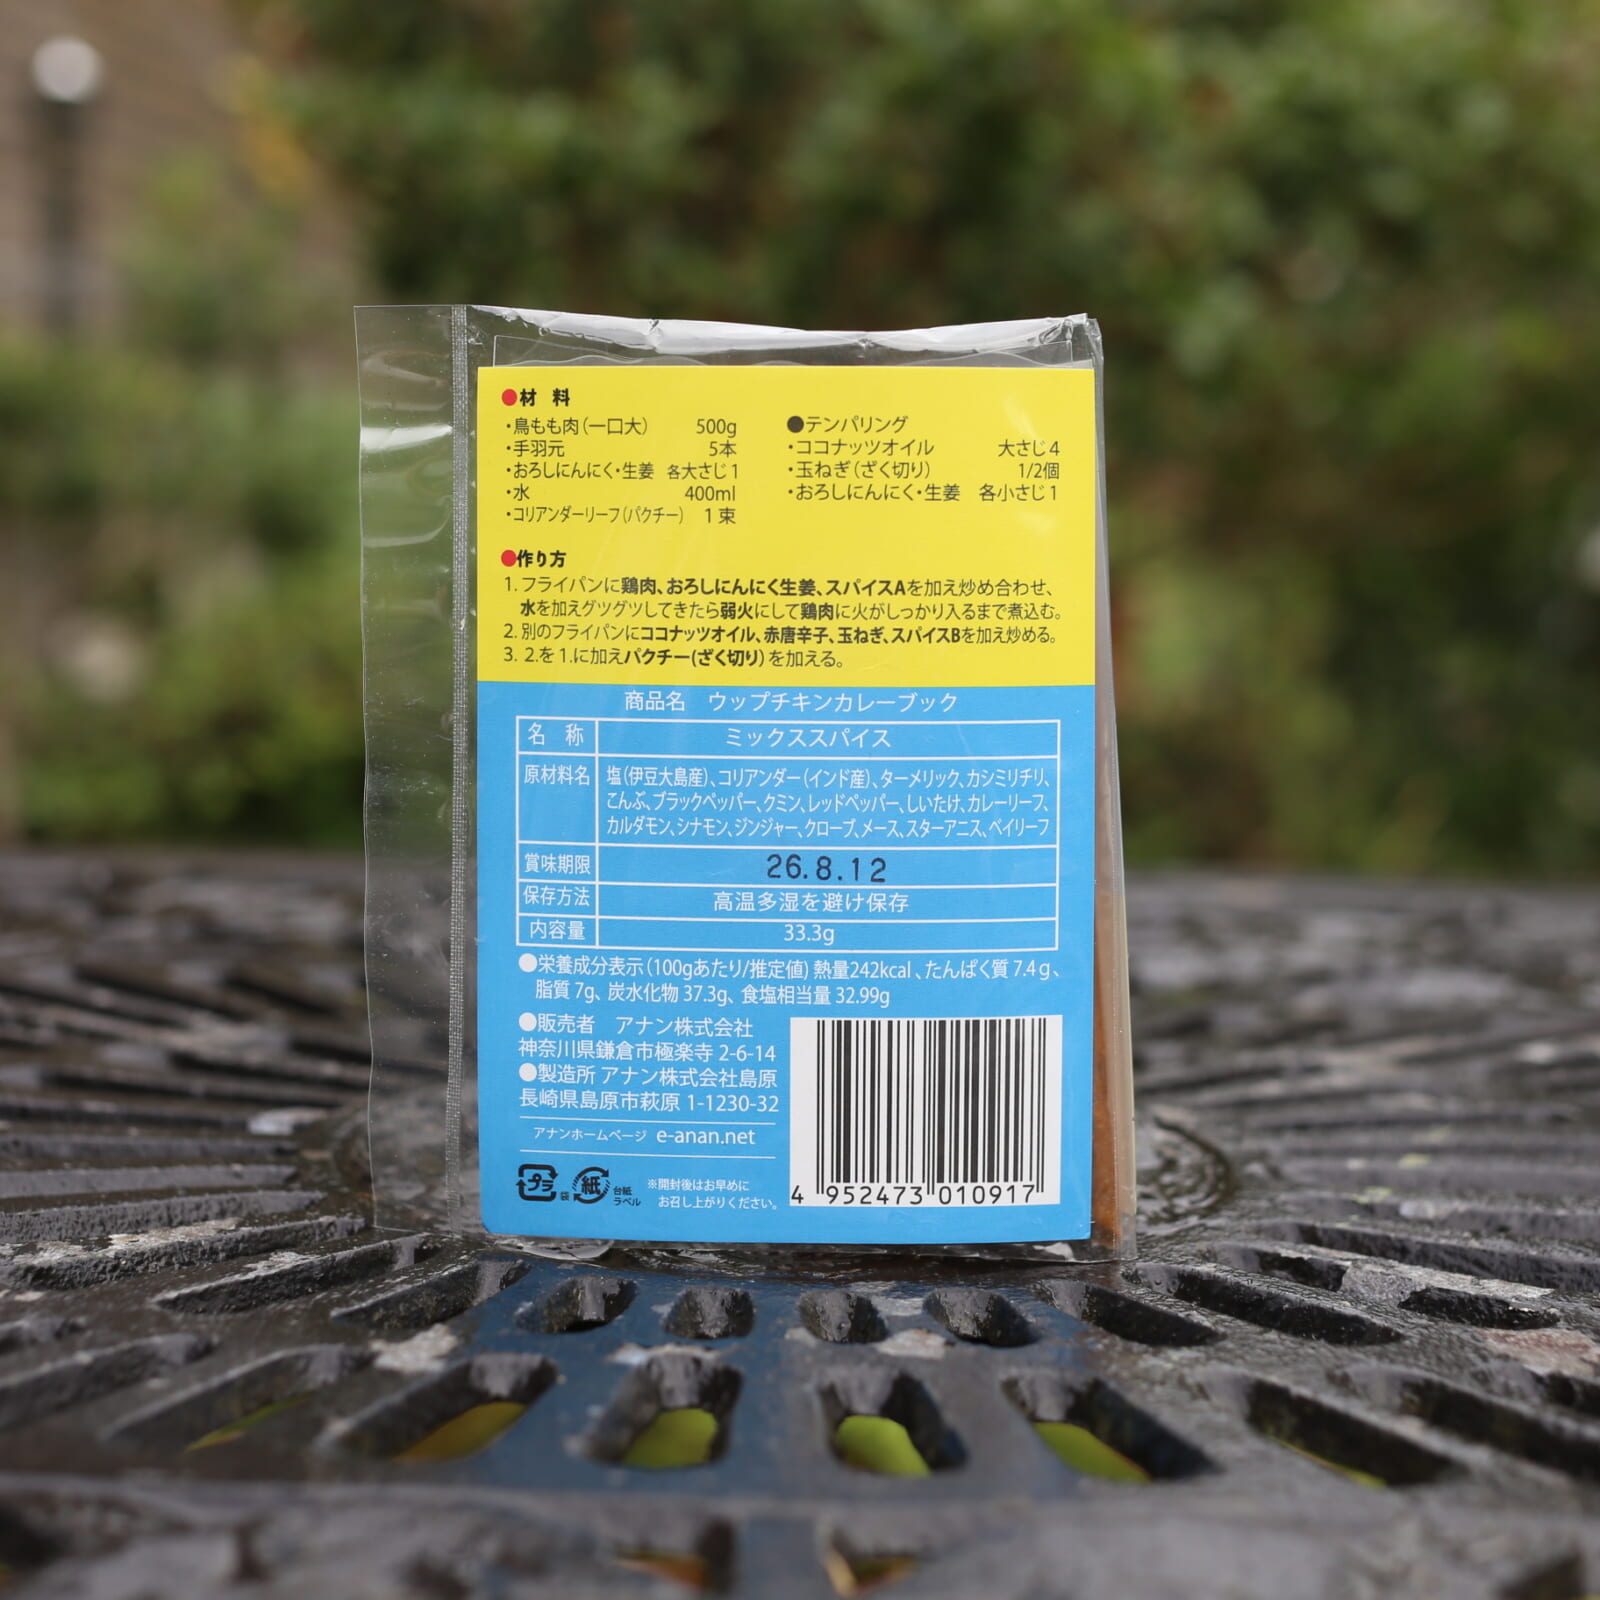 ●材 料
・鳥もも肉(一口大) 500g
・手羽元 5本
・おろしにんにく・生姜 各大さじ1
・水 400ml
・コリアンダーリーフ(パクチー) 1束
●テンパリング
・ココナッツオイル 大さじ4
・玉ねぎ(ざく切り) 1/2個
・おろしにんにく・生姜 各小さじ1
●作り方
1. フライパンに鶏肉、おろしにんにく生姜、スパイスAを加え炒め合わせ、
水を加えグツグツしてきたら弱火にして鶏肉に火がしっかり入るまで煮込む。
2. 別のフライパンにココナッツオイル、赤唐辛子、玉ねぎ、スパイスBを加え炒める。
3. 2.を1.に加えパクチー(ざく切り)を加える。
商品名 ウップチキンカレーブック
名 称 ミックススパイス
原材料名 塩(伊豆大島産)、コリアンダー(インド産)、ターメリック、カシミリチリ、
こんぶ、ブラックペッパー、クミン、レッドペッパー、しいたけ、カレーリーフ、
カルダモン、シナモン、ジンジャー、クローブ、メース、スターアニス、ベイリーフ
賞味期限 26.8.12
保存方法 高温多湿を避け保存
内容量 33.3g
●栄養成分表示(100gあたり/推定値) 熱量242kcal、たんぱく質7.4g、
脂質7g、炭水化物37.3g、食塩相当量32.99g
●販売者 アナン株式会社
神奈川県鎌倉市極楽寺 2-6-14
●製造所 アナン株式会社島原
長崎県島原市萩原 1-1230-32
アナンホームページ e-anan.net
プラ 袋 紙 台紙
ラベル
※開封後はお早めに
お召し上がりください。
4 952473 010917